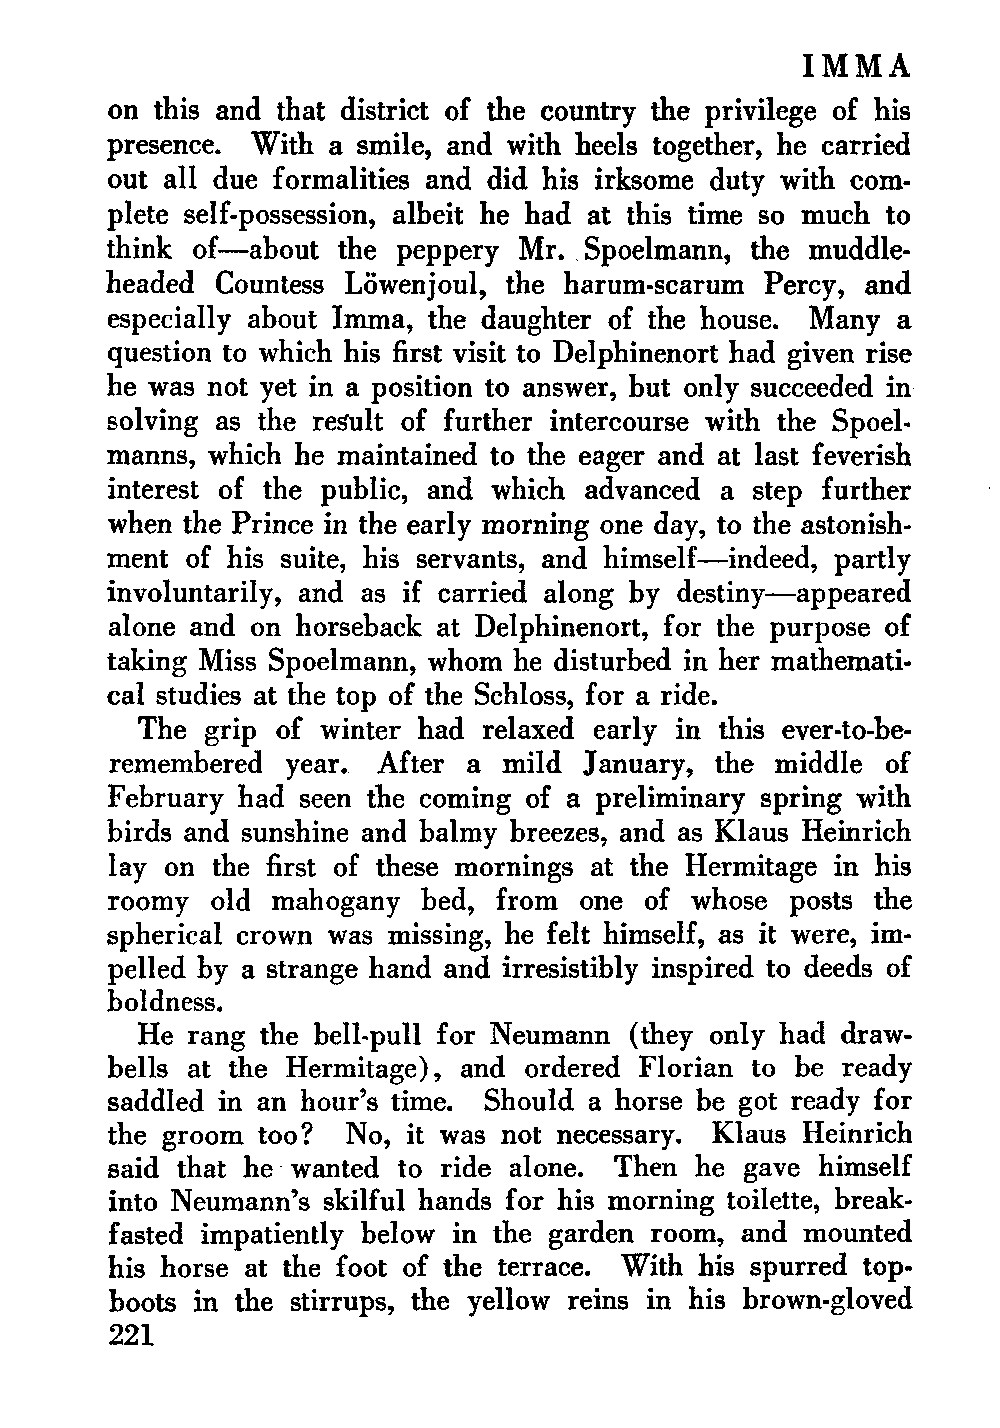 IMMA
on this and that district of the country the privilege of his
presence. With a smile, and with heels together, he carried
out all due formalities and did his irksome duty with com-
plete self-possession, albeit he had at this time so much to
think of—about the peppery Mr. Spoelmann, the muddle-
headed Countess Löwenjoul, the harum-scarum Percy, and
especially about Imma, the daughter of the house. Many a
question to which his first visit to Delphinenort had given rise
he was not yet in a position to answer, but only succeeded in
solving as the result of further intercourse with the Spoel-
manns, which he maintained to the eager and at last feverish
interest of the public, and which advanced a step further
when the Prince in the early morning one day, to the astonish-
ment of his suite, his servants, and himself—indeed, partly
involuntarily, and as if carried along by destiny—appeared
alone and on horseback at Delphinenort, for the purpose of
taking Miss Spoelmann, whom he disturbed in her mathemati-
cal studies at the top of the Schloss, for a ride.
The grip of winter had relaxed early in this ever-to-be-
remembered year. After a mild January, the middle of
February had seen the coming of a preliminary spring with
birds and sunshine and balmy breezes, and as Klaus Heinrich
lay on the first of these mornings at the Hermitage in his
roomy old mahogany bed, from one of whose posts the
spherical crown was missing, he felt himself, as it were, im-
pelled by a strange hand and irresistibly inspired to deeds of
boldness.
He rang the bell-pull for Neumann (they only had draw-
bells at the Hermitage), and ordered Florian to be ready
saddled in an hour's time. Should a horse be got ready for
the groom too? No, it was not necessary. Klaus Heinrich
said that he wanted to ride alone. Then he gave himself
into Neumann's skilful hands for his morning toilette, break-
fasted impatiently below in the garden room, and mounted
his horse at the foot of the terrace. With his spurred top-
boots in the stirrups, the yellow reins in his brown-gloved
221